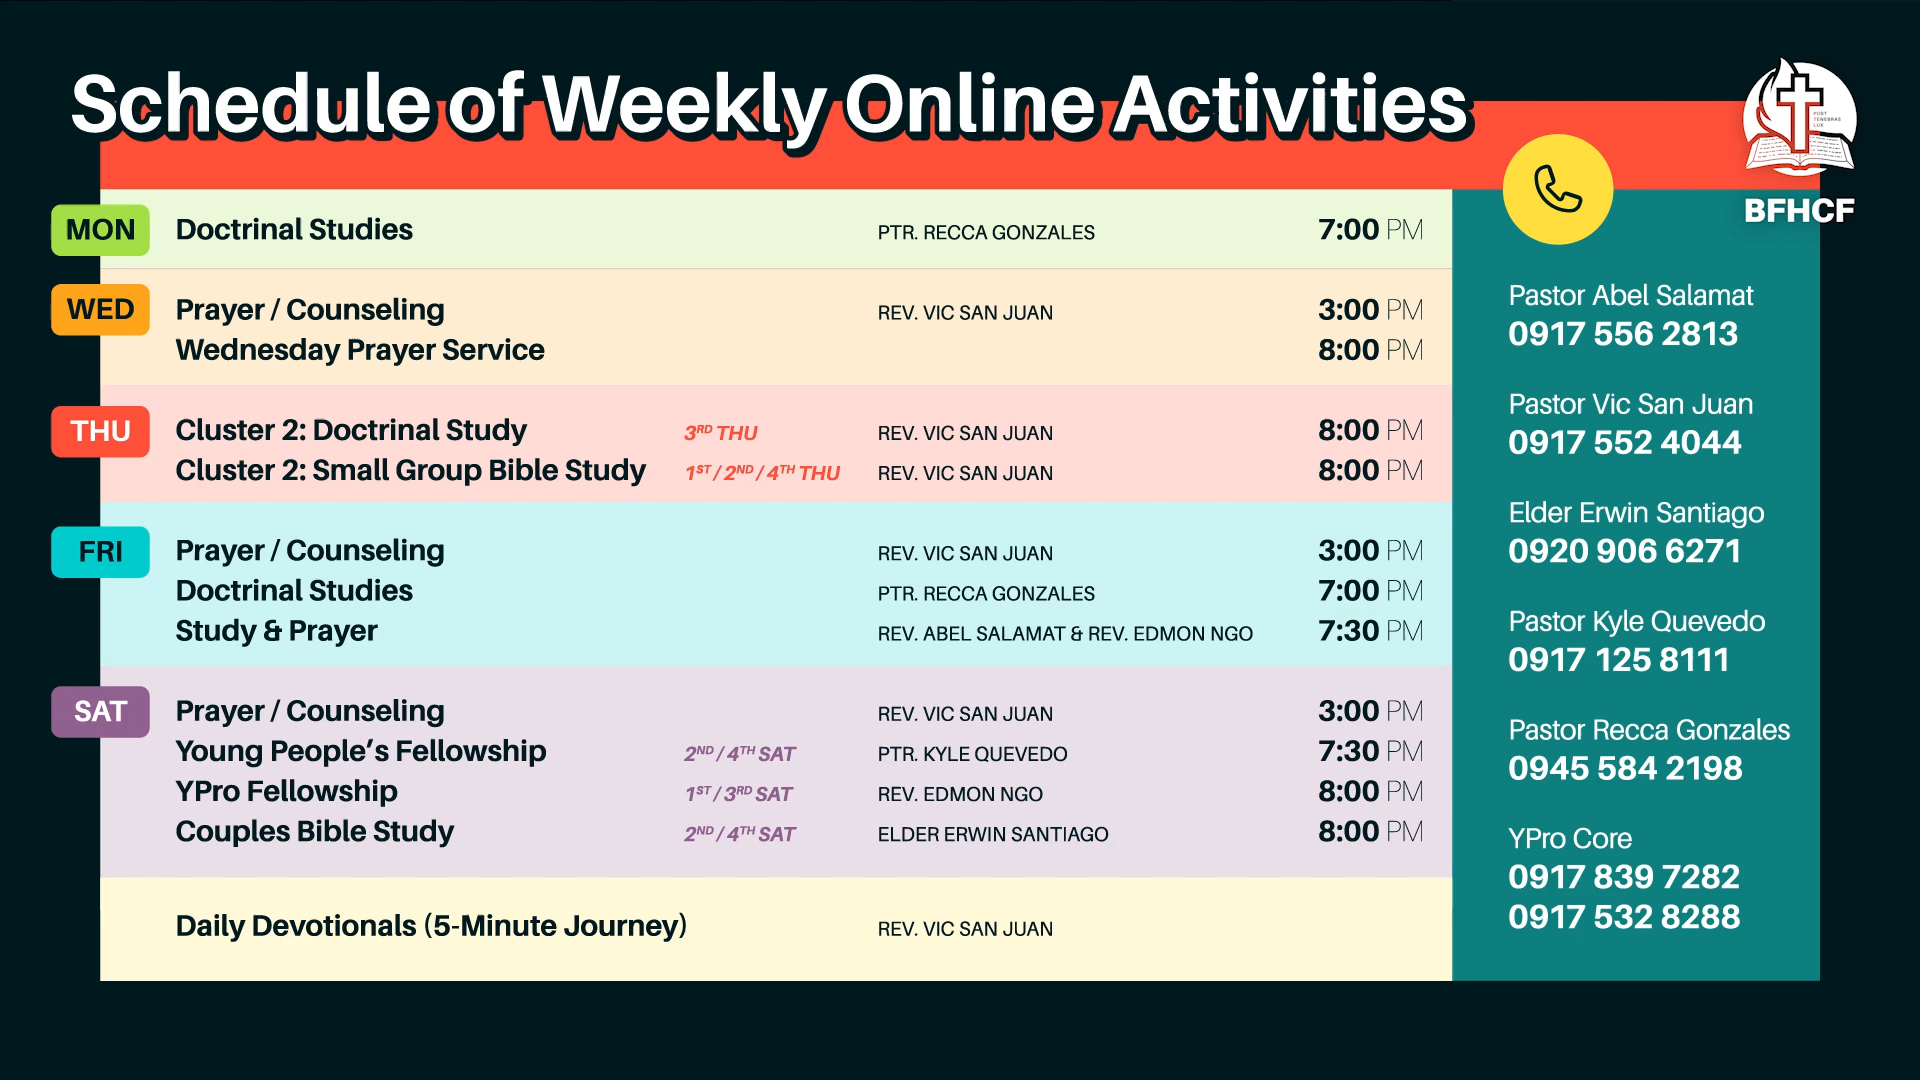 Schedule of Weekly Online Activities
POST
TENEBRAS
LUX
BFHCF
MON Doctrinal Studies PTR. RECCA GONZALES 7:00 PM
WED Prayer / Counseling REV. VIC SAN JUAN 3:00 PM
Wednesday Prayer Service 8:00 PM
THU Cluster 2: Doctrinal Study 3RD THU REV. VIC SAN JUAN 8:00 PM
Cluster 2: Small Group Bible Study 1ST / 2ND / 4TH THU REV. VIC SAN JUAN 8:00 PM
FRI Prayer / Counseling REV. VIC SAN JUAN 3:00 PM
Doctrinal Studies PTR. RECCA GONZALES 7:00 PM
Study & Prayer REV. ABEL SALAMAT & REV. EDMON NGO 7:30 PM
SAT Prayer / Counseling REV. VIC SAN JUAN 3:00 PM
Young People's Fellowship 2ND / 4TH SAT PTR. KYLE QUEVEDO 7:30 PM
YPro Fellowship 1ST / 3RD SAT REV. EDMON NGO 8:00 PM
Couples Bible Study 2ND / 4TH SAT ELDER ERWIN SANTIAGO 8:00 PM
Daily Devotionals (5-Minute Journey) REV. VIC SAN JUAN
Pastor Abel Salamat
0917 556 2813
Pastor Vic San Juan
0917 552 4044
Elder Erwin Santiago
0920 906 6271
Pastor Kyle Quevedo
0917 125 8111
Pastor Recca Gonzales
0945 584 2198
YPro Core
0917 839 7282
0917 532 8288